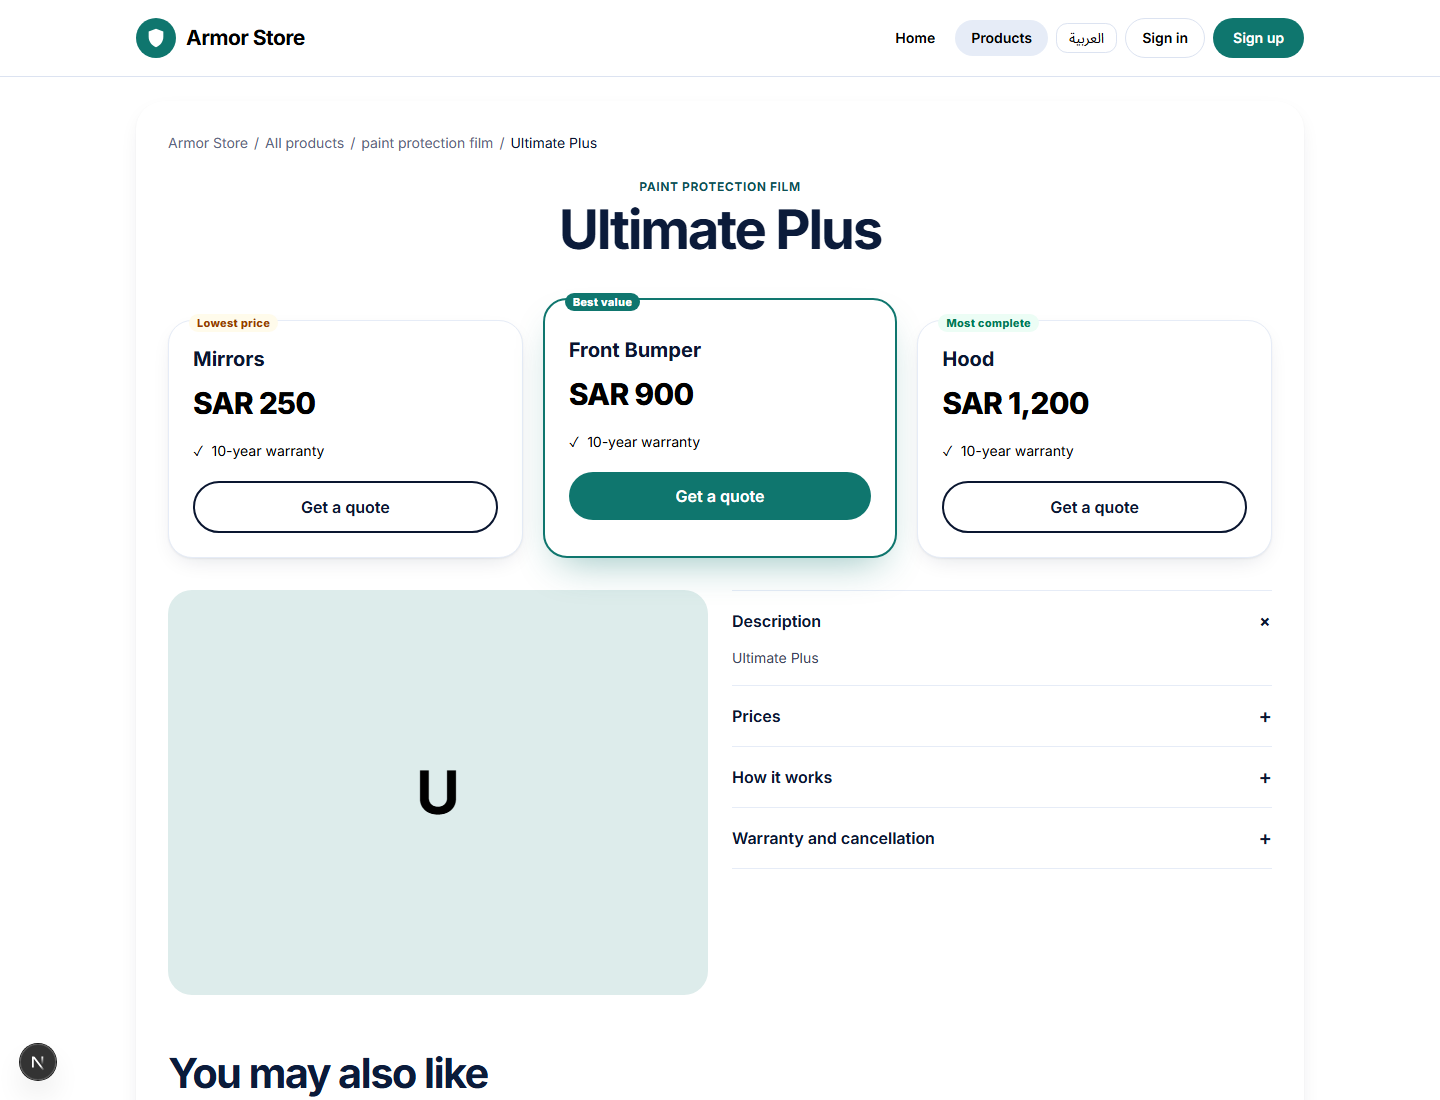 Armor Store
Home
Products
العربية
Sign in
Sign up
Armor Store / All products / paint protection film / Ultimate Plus
PAINT PROTECTION FILM
Ultimate Plus
Lowest price
Mirrors
SAR 250
✓ 10-year warranty
Get a quote
Best value
Front Bumper
SAR 900
✓ 10-year warranty
Get a quote
Most complete
Hood
SAR 1,200
✓ 10-year warranty
Get a quote
U
Description ×
Ultimate Plus
Prices +
How it works +
Warranty and cancellation +
N
You may also like